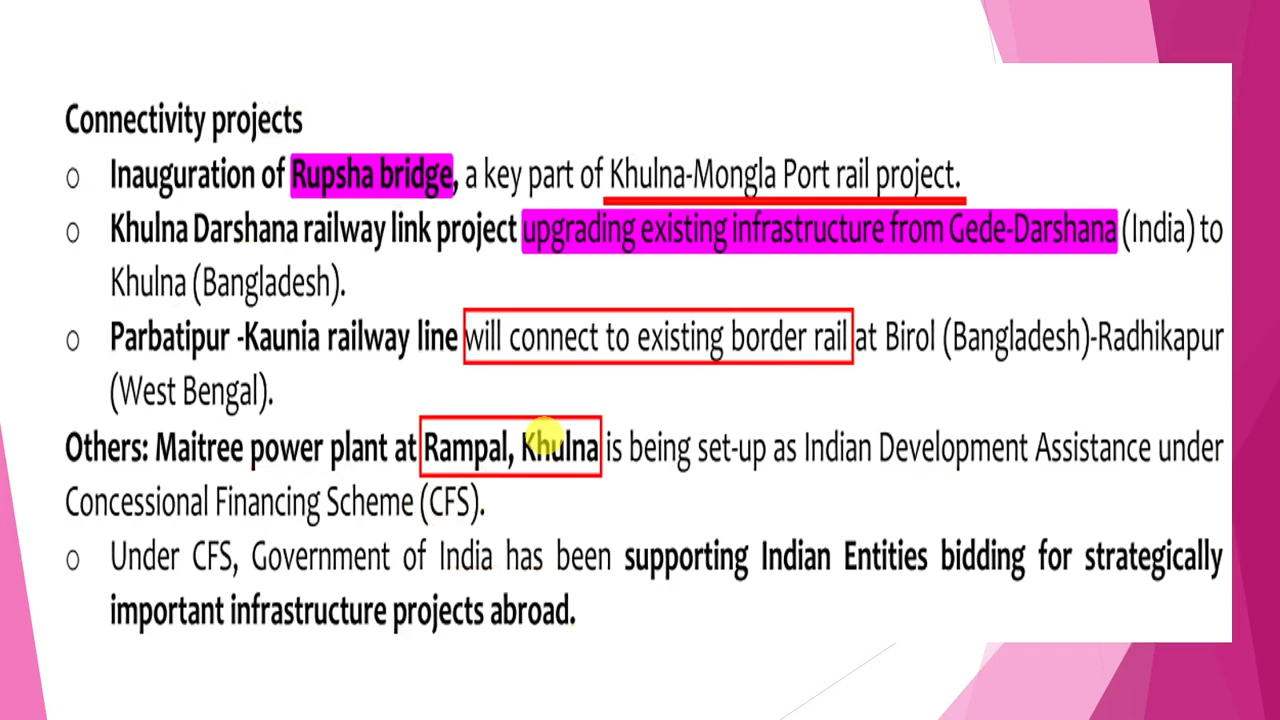 Connectivity projects
○ Inauguration of Rupsha bridge, a key part of Khulna-Mongla Port rail project.
○ Khulna Darshana railway link project upgrading existing infrastructure from Gede-Darshana (India) to
Khulna (Bangladesh).
○ Parbatipur -Kaunia railway line will connect to existing border rail at Birol (Bangladesh)-Radhikapur
(West Bengal).
Others: Maitree power plant at Rampal, Khulna is being set-up as Indian Development Assistance under
Concessional Financing Scheme (CFS).
○ Under CFS, Government of India has been supporting Indian Entities bidding for strategically
important infrastructure projects abroad.